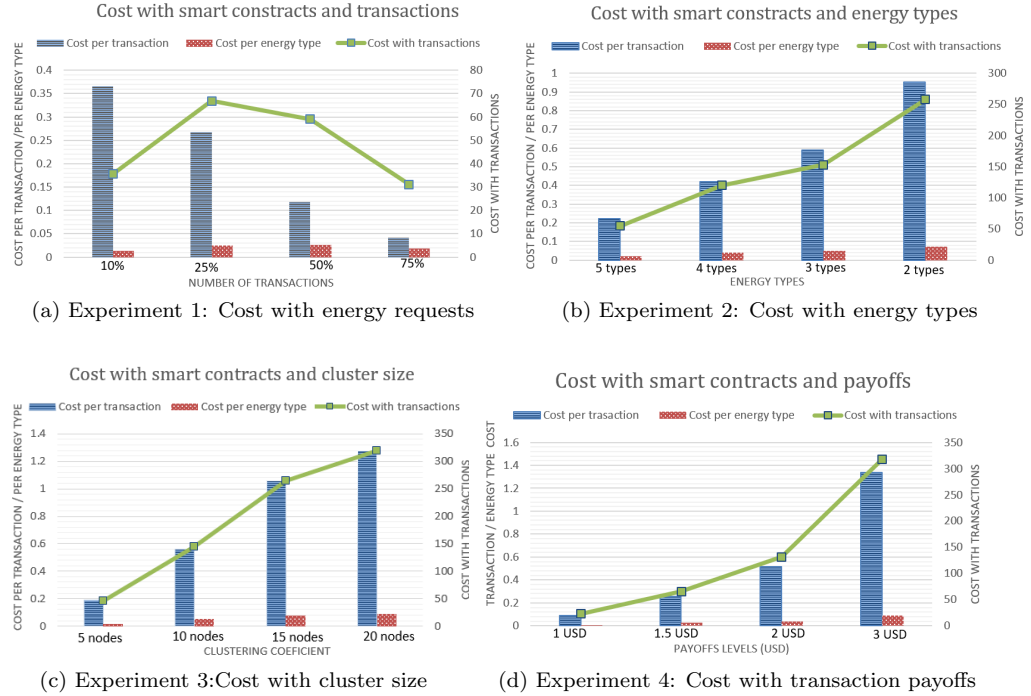 Cost with smart constracts and transactions
Cost per transaction Cost per energy type Cost with transactions
COST PER TRANSACTION /PER ENERGY TYPE
0.4
0.35
0.3
0.25
0.2
0.15
0.1
0.05
0
80
70
60
50
40
30
20
10
0
COST WITH TRANSACTIONS
10% 25% 50% 75%
NUMBER OF TRANSACTIONS
(a) Experiment 1: Cost with energy requests
Cost with smart constracts and energy types
Cost per transaction Cost per energy type Cost with transactions
COST PER TRANSACTION / PER ENERGY TYPE
1
0.9
0.8
0.7
0.6
0.5
0.4
0.3
0.2
0.1
0
300
250
200
150
100
50
0
COST WITH TRANSACTIONS
5 types 4 types 3 types 2 types
ENERGY TYPES
(b) Experiment 2: Cost with energy types
Cost with smart contracts and cluster size
Cost per transaction Cost per energy type Cost with transactions
COST PER TRANSACTION / PER ENERGY TYPE
1.4
1.2
1
0.8
0.6
0.4
0.2
0
350
300
250
200
150
100
50
0
COST WITH TRANSACTIONS
5 nodes 10 nodes 15 nodes 20 nodes
CLUSTERING COEFICIENT
(c) Experiment 3:Cost with cluster size
Cost with smart contracts and payoffs
Cost per trasaction Cost per energy type Cost with transactions
TRANSACTION / ENERGY TYPE COST
1.6
1.4
1.2
1
0.8
0.6
0.4
0.2
0
350
300
250
200
150
100
50
0
COST WITH TRANSACTIONS
1 USD 1.5 USD 2 USD 3 USD
PAYOFFS LEVELS (USD)
(d) Experiment 4: Cost with transaction payoffs